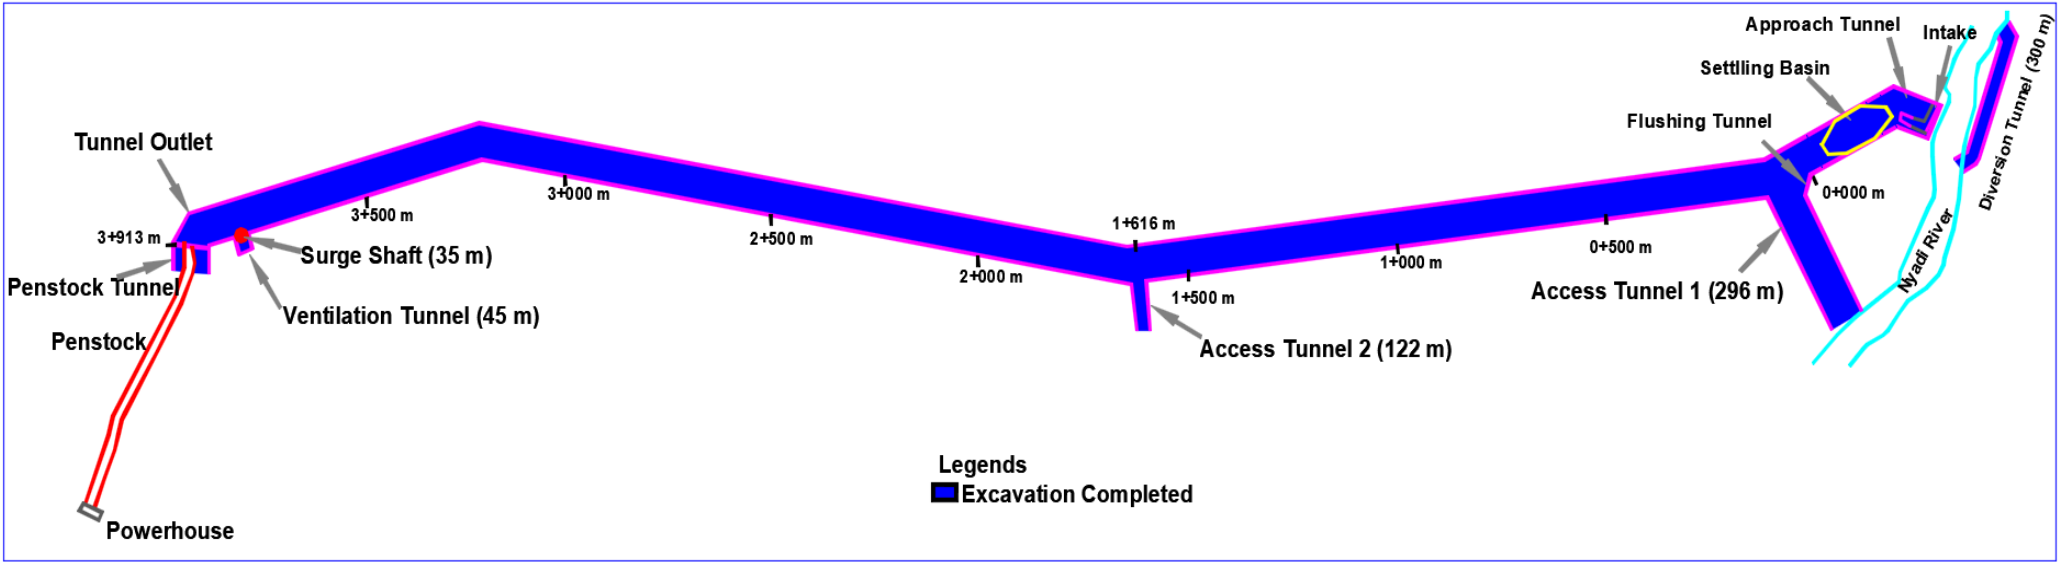 Approach Tunnel
Intake
Settlling Basin
Flushing Tunnel
Diversion Tunnel (300 m)
Tunnel Outlet
3+000 m
0+000 m
3+500 m
1+616 m
3+913 m
2+500 m
0+500 m
Surge Shaft (35 m)
1+000 m
Nyadi River
2+000 m
Penstock Tunnel
1+500 m
Access Tunnel 1 (296 m)
Ventilation Tunnel (45 m)
Penstock
Access Tunnel 2 (122 m)
Legends
Excavation Completed
Powerhouse